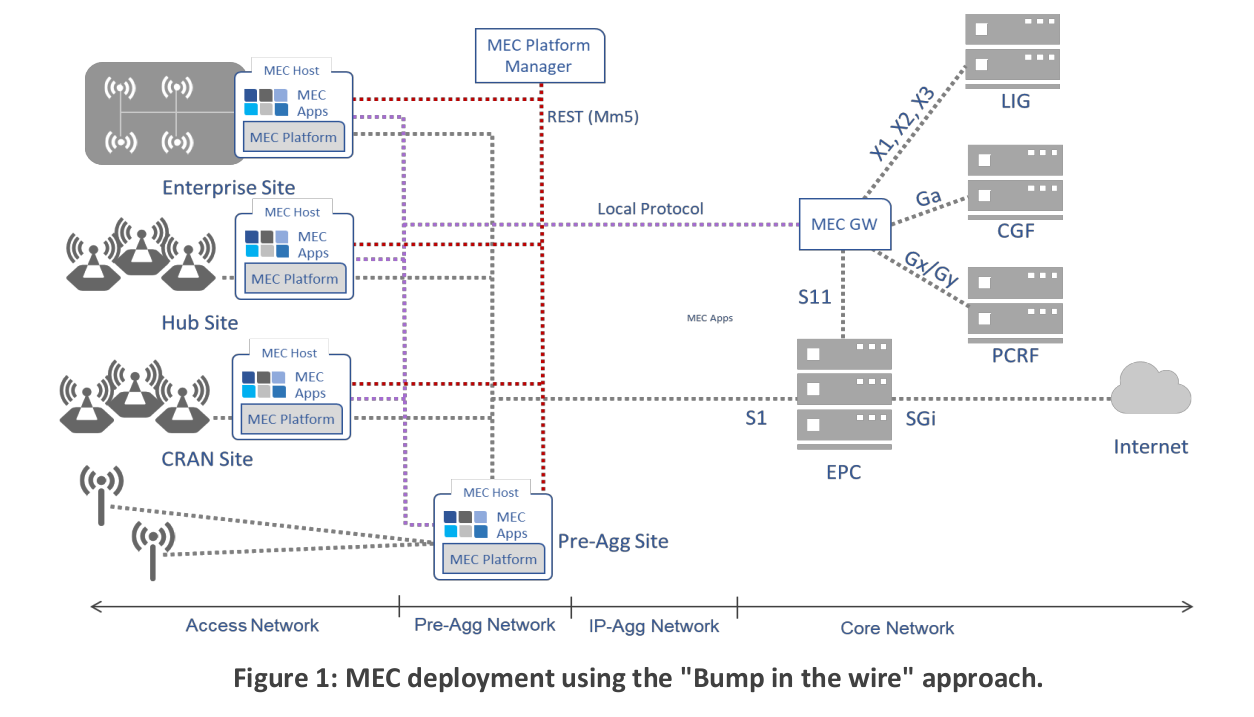 MEC Platform
Manager
REST (Mm5)
MEC Host
MEC
Apps
MEC Platform
Enterprise Site
MEC Host
MEC
Apps
MEC Platform
Hub Site
MEC Host
MEC
Apps
MEC Platform
CRAN Site
MEC Host
MEC
Apps
MEC Platform
Pre-Agg Site
Local Protocol
MEC Apps
MEC GW
X1, X2, X3
LIG
Ga
CGF
Gx/Gy
PCRF
S11
S1
EPC
SGi
Internet
Access Network
Pre-Agg Network
IP-Agg Network
Core Network
Figure 1: MEC deployment using the "Bump in the wire" approach.